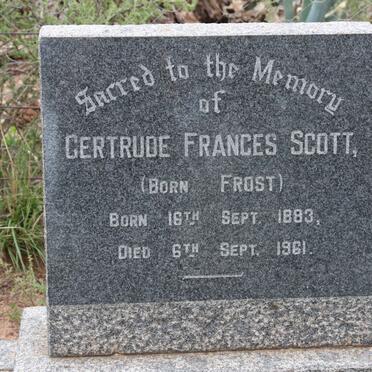 Sacred to the Memory
of
GERTRUDE FRANCES SCOTT,
(BORN FROST)
BORN 16TH SEPT. 1883,
DIED 6TH SEPT. 1961.